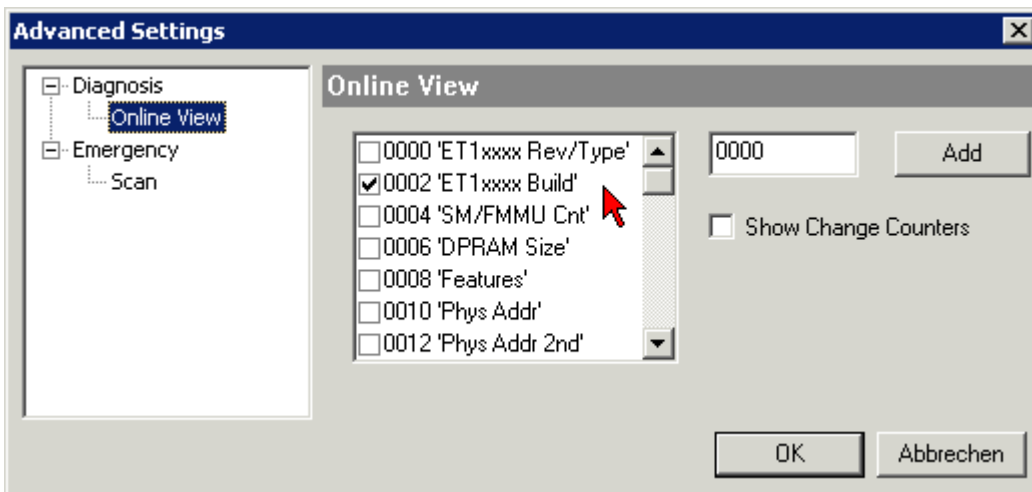 Advanced Settings
Diagnosis
Online View
Emergency
Scan
Online View
0000 'ET1xxxx Rev/Type'
0002 'ET1xxxx Build'
0004 'SM/FMMU Cnt'
0006 'DPRAM Size'
0008 'Features'
0010 'Phys Addr'
0012 'Phys Addr 2nd'
0000
Add
Show Change Counters
OK
Abbrechen